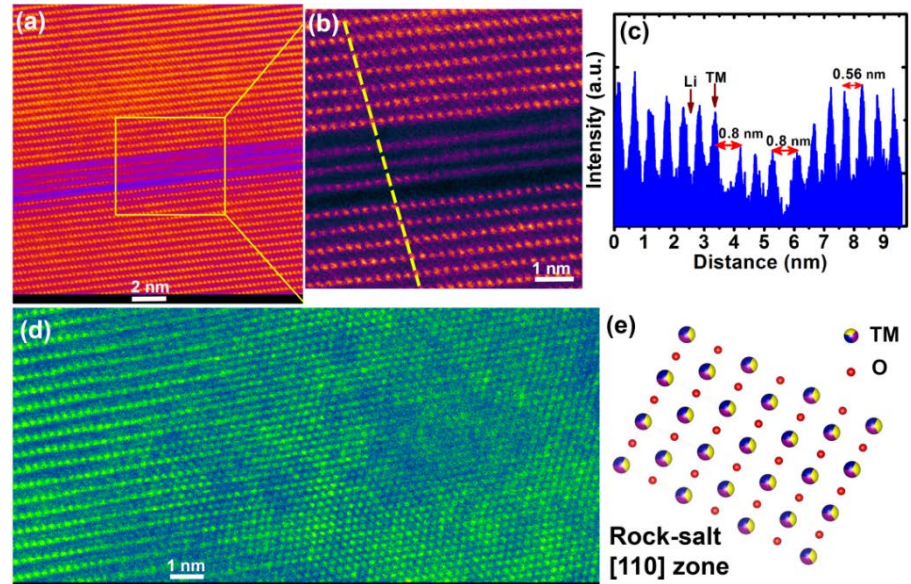 (a)
2 nm
(b)
1 nm
(c)
Intensity (a.u.)
Li
TM
0.56 nm
0.8 nm
0.8 nm
0 1 2 3 4 5 6 7 8 9
Distance (nm)
(d)
1 nm
(e)
TM
O
Rock-salt
[110] zone